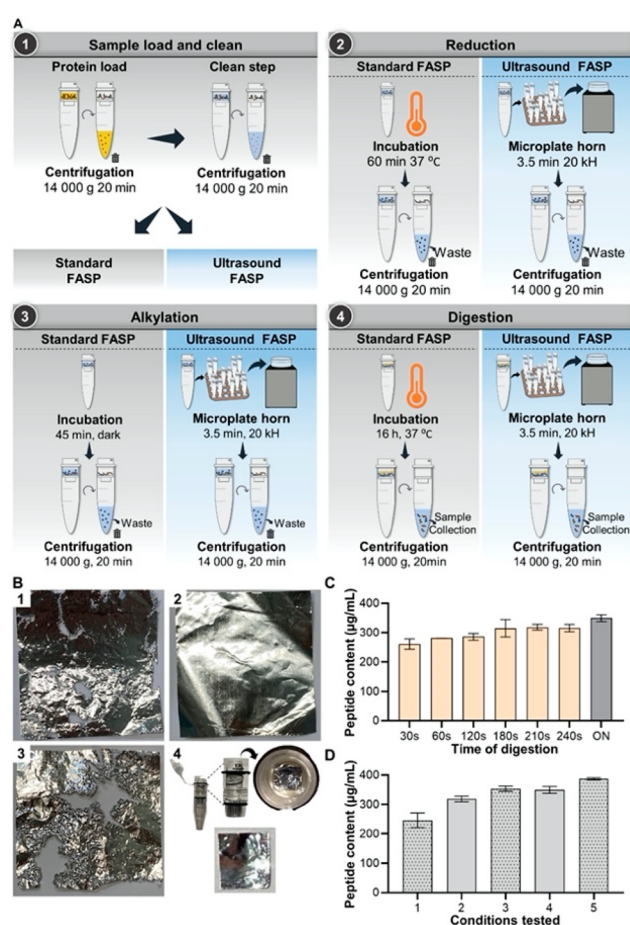 A
1 Sample load and clean
Protein load
Clean step
Centrifugation
14 000 g 20 min
Centrifugation
14 000 g 20 min
Standard
FASP
Ultrasound
FASP
2 Reduction
Standard FASP
Ultrasound FASP
Incubation
60 min 37 ºC
Microplate horn
3.5 min 20 kH
Waste
Waste
Centrifugation
14 000 g 20 min
Centrifugation
14 000 g 20 min
3 Alkylation
Standard FASP
Ultrasound FASP
Incubation
45 min, dark
Microplate horn
3.5 min, 20 kH
Waste
Waste
Centrifugation
14 000 g, 20 min
Centrifugation
14 000 g, 20 min
4 Digestion
Standard FASP
Ultrasound FASP
Incubation
16 h, 37 ºC
Microplate horn
3.5 min, 20 kH
Sample
Collection
Sample
Collection
Centrifugation
14 000 g, 20min
Centrifugation
14 000 g, 20 min
B
1
2
3
4
C
Peptide content (µg/mL)
400
300
200
100
0
30s 60s 120s 180s 210s 240s ON
Time of digestion
D
Peptide content (µg/mL)
400
300
200
100
0
1 2 3 4 5
Conditions tested